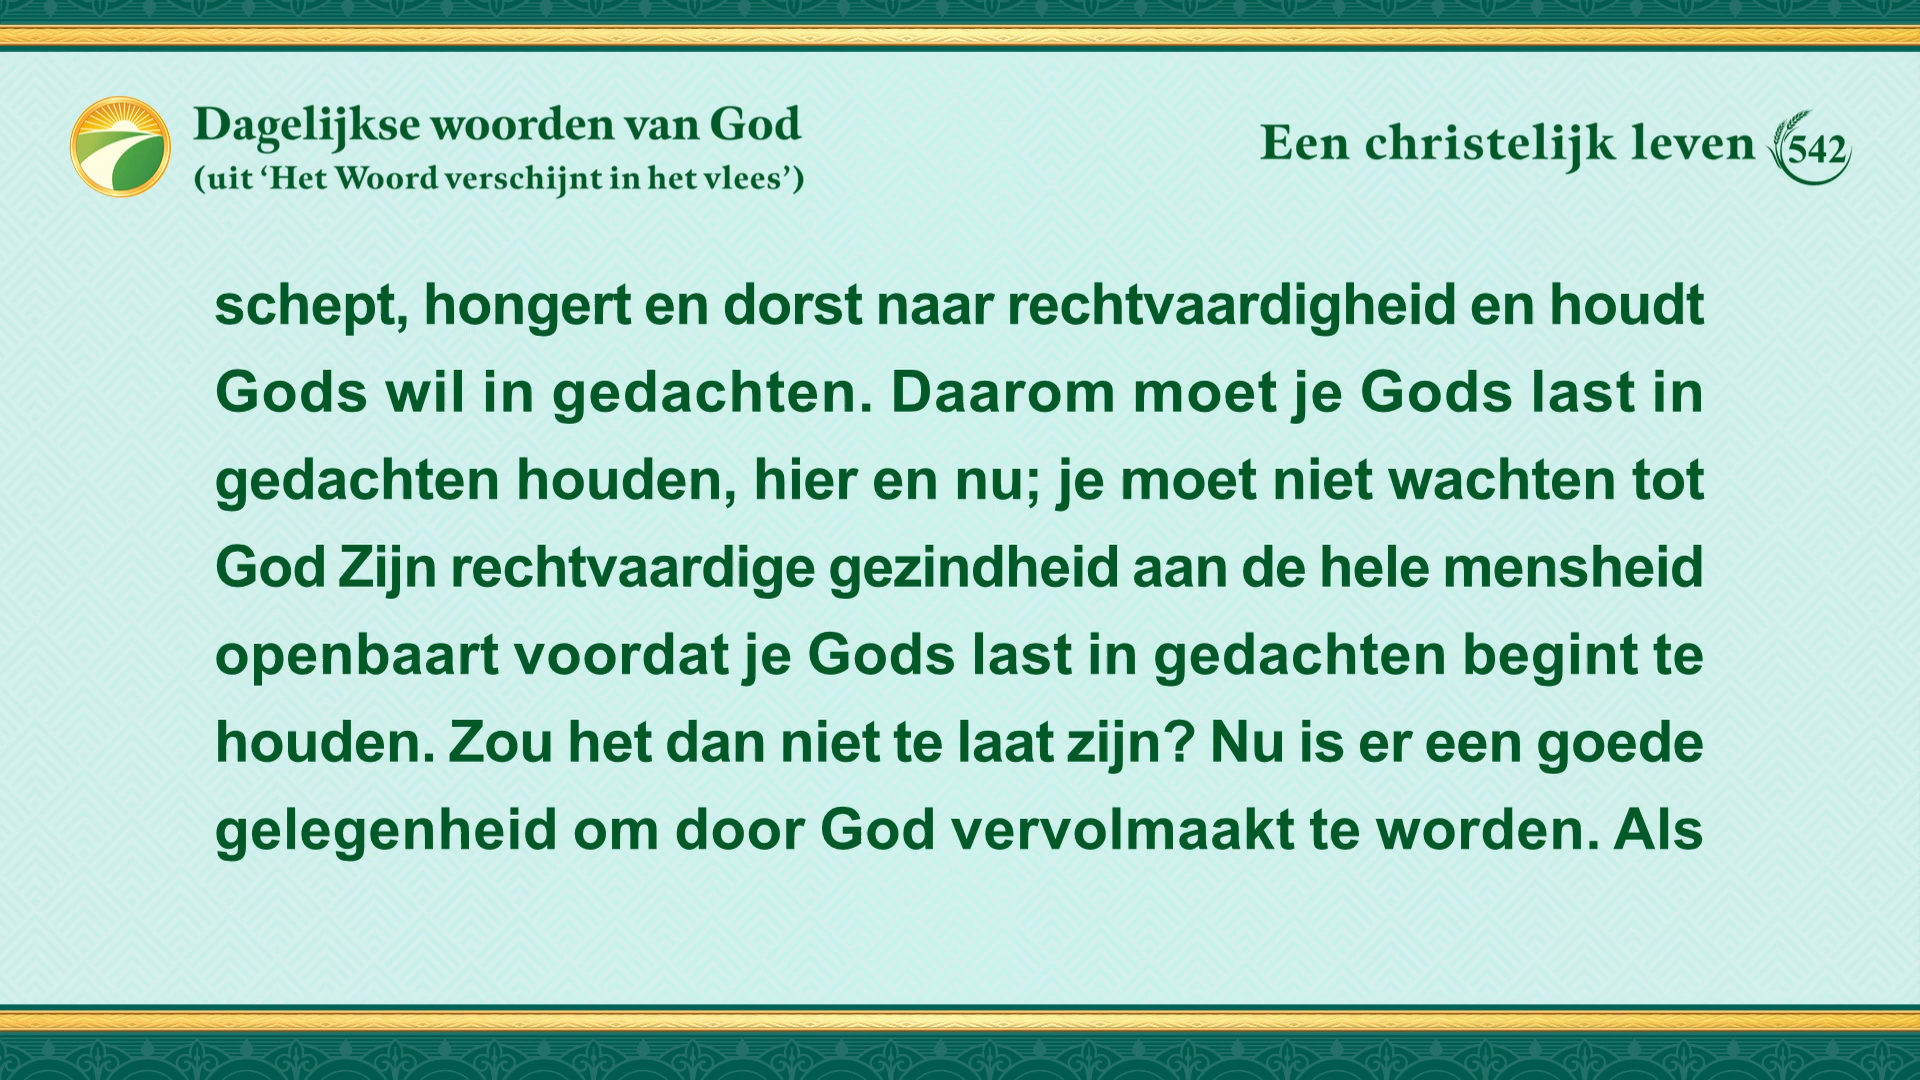 Dagelijkse woorden van God
(uit ‘Het Woord verschijnt in het vlees’)
Een christelijk leven 542
schept, hongert en dorst naar rechtvaardigheid en houdt
Gods wil in gedachten. Daarom moet je Gods last in
gedachten houden, hier en nu; je moet niet wachten tot
God Zijn rechtvaardige gezindheid aan de hele mensheid
openbaart voordat je Gods last in gedachten begint te
houden. Zou het dan niet te laat zijn? Nu is er een goede
gelegenheid om door God vervolmaakt te worden. Als